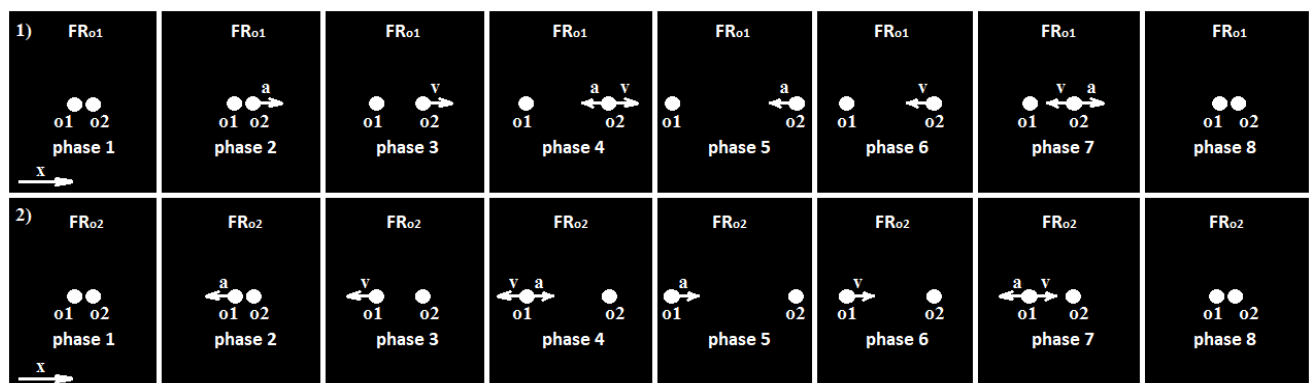 1)
FRo1 FRo1 FRo1 FRo1 FRo1 FRo1 FRo1 FRo1
a v a v a v v a
o1 o2 o1 o2 o1 o2 o1 o2 o1 o2 o1 o2 o1 o2 o1 o2
phase 1 phase 2 phase 3 phase 4 phase 5 phase 6 phase 7 phase 8
x
2)
FRo2 FRo2 FRo2 FRo2 FRo2 FRo2 FRo2 FRo2
a v v a a v a v
o1 o2 o1 o2 o1 o2 o1 o2 o1 o2 o1 o2 o1 o2 o1 o2
phase 1 phase 2 phase 3 phase 4 phase 5 phase 6 phase 7 phase 8
x